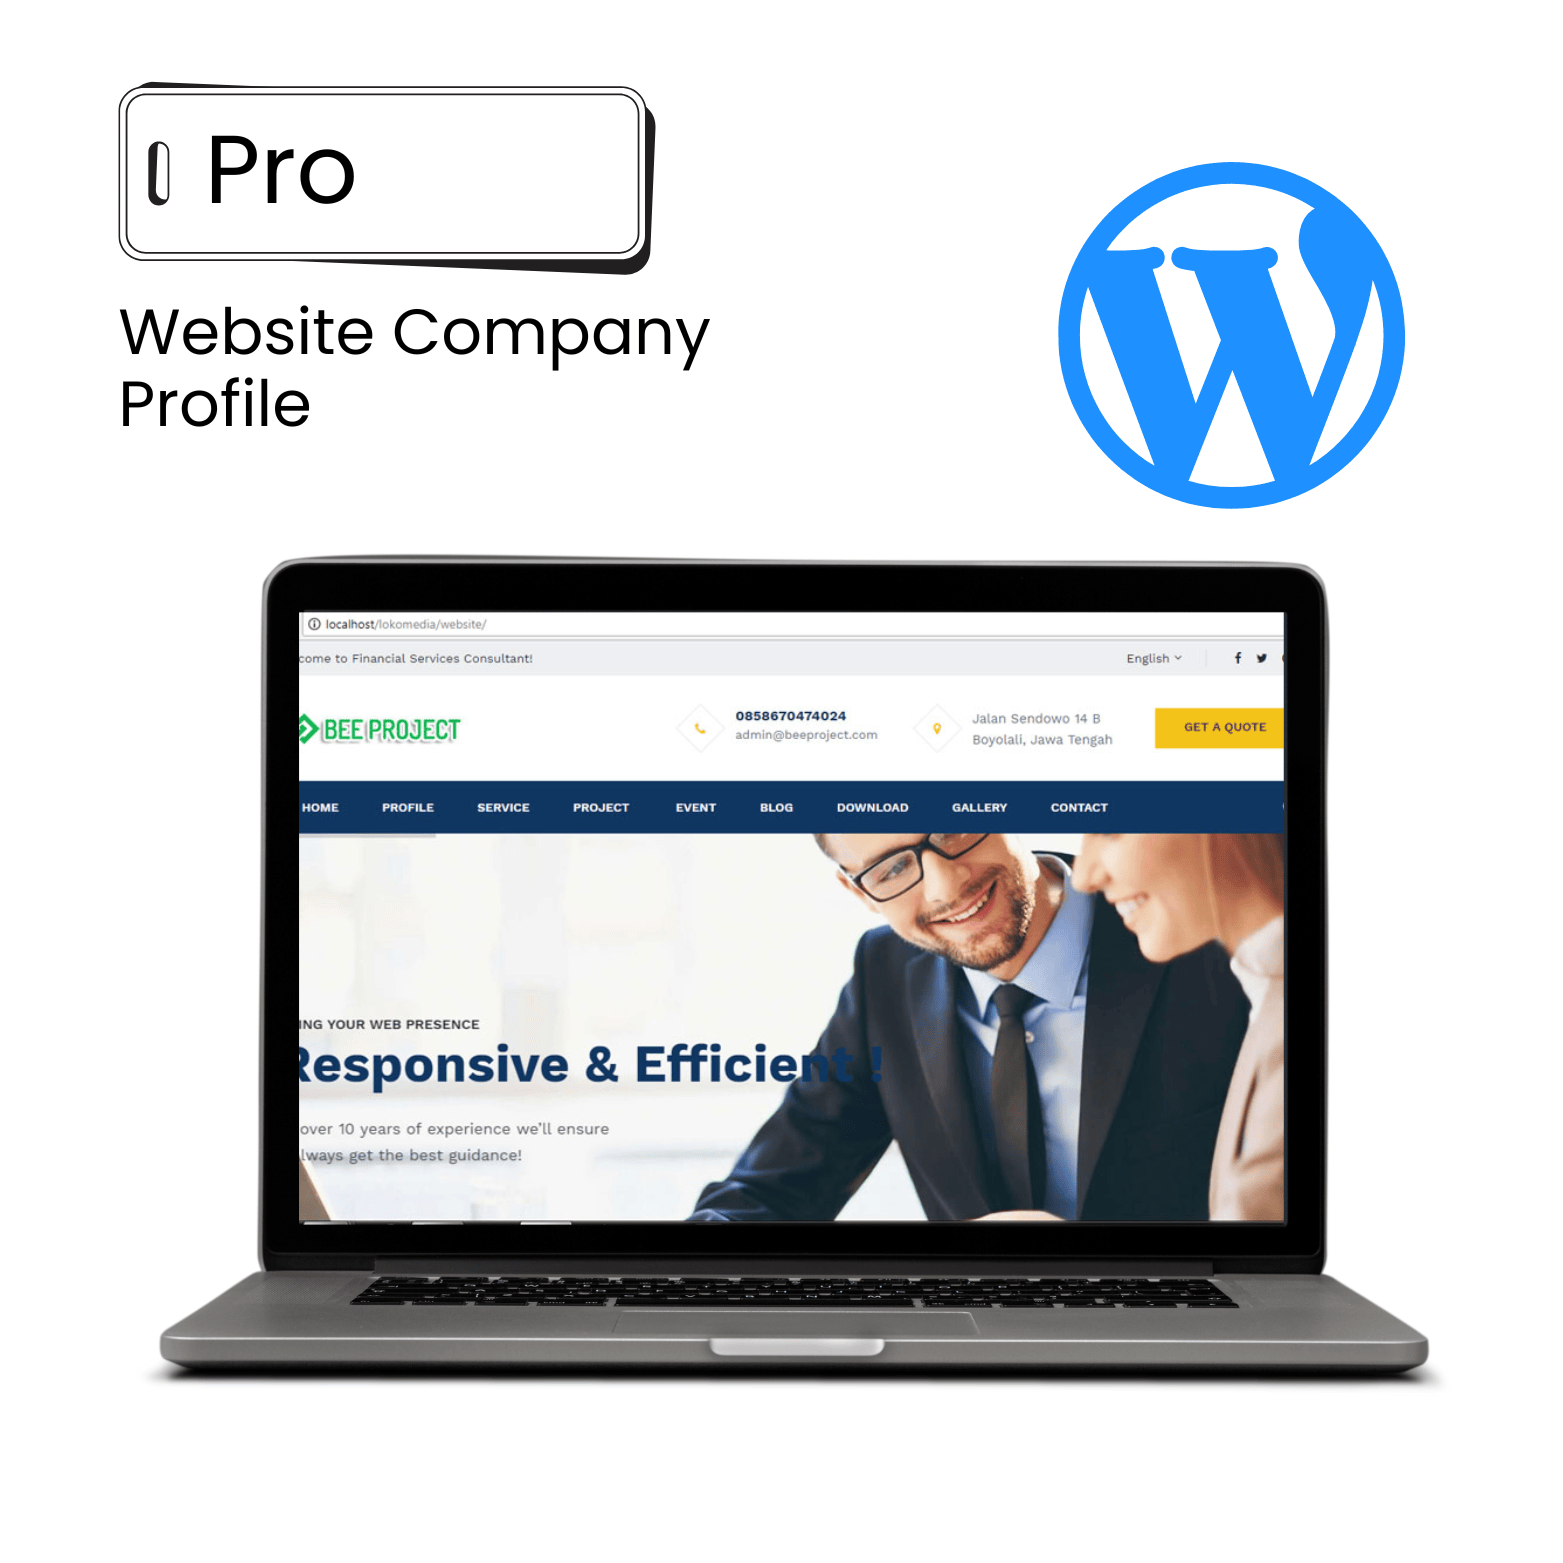 Pro
Website Company
Profile
localhost/lokomedia/website/
come to Financial Services Consultant!
English
BEE PROJECT
0858670474024
admin@beeproject.com
Jalan Sendowo 14 B
Boyolali, Jawa Tengah
GET A QUOTE
HOME PROFILE SERVICE PROJECT EVENT BLOG DOWNLOAD GALLERY CONTACT
ING YOUR WEB PRESENCE
Responsive & Efficient !
over 10 years of experience we'll ensure
lways get the best guidance!